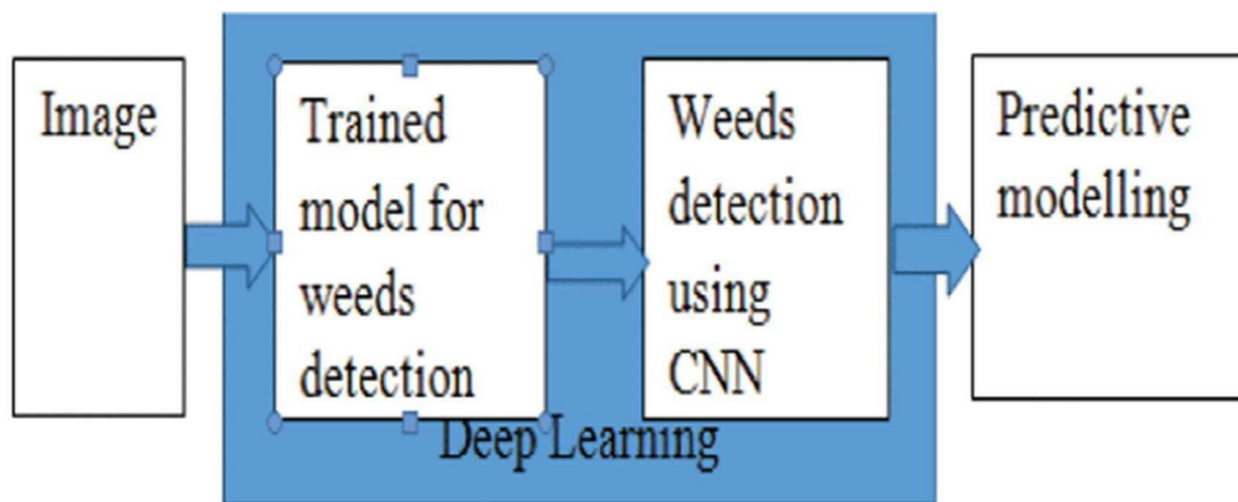 Image
Trained
model for
weeds
detection
Weeds
detection
using
CNN
Predictive
modelling
Deep Learning